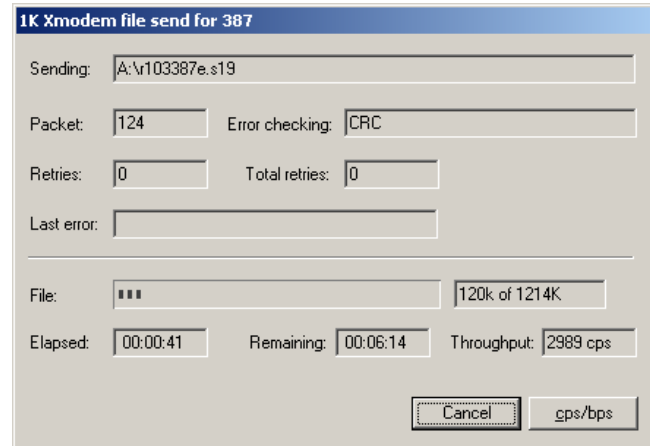 1K Xmodem file send for 387
Sending: A:\r103387e.s19
Packet: 124 Error checking: CRC
Retries: 0 Total retries: 0
Last error:
File: 120k of 1214K
Elapsed: 00:00:41 Remaining: 00:06:14 Throughput: 2989 cps
Cancel cps/bps